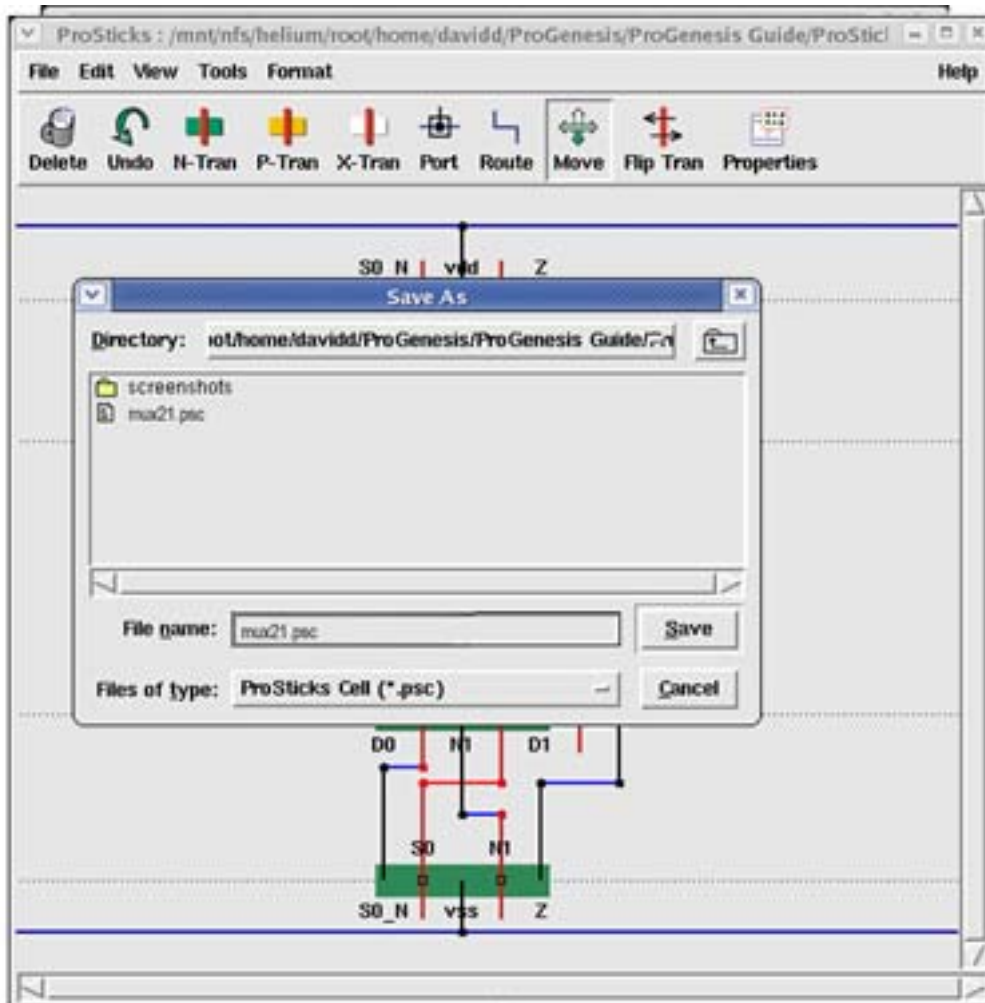 ProSticks : /mnt/nfs/helium/root/home/davidd/ProGenesis/ProGenesis Guide/ProSticl
File Edit View Tools Format Help
Delete Undo N-Tran P-Tran X-Tran Port Route Move Flip Tran Properties
S0_N vdd Z
Save As
Directory: oot/home/davidd/ProGenesis/ProGenesis Guide/
screenshots
mux21.psc
File name: mux21.psc Save
Files of type: ProSticks Cell (*.psc) Cancel
D0 N1 D1
S0 N1
S0_N vss Z